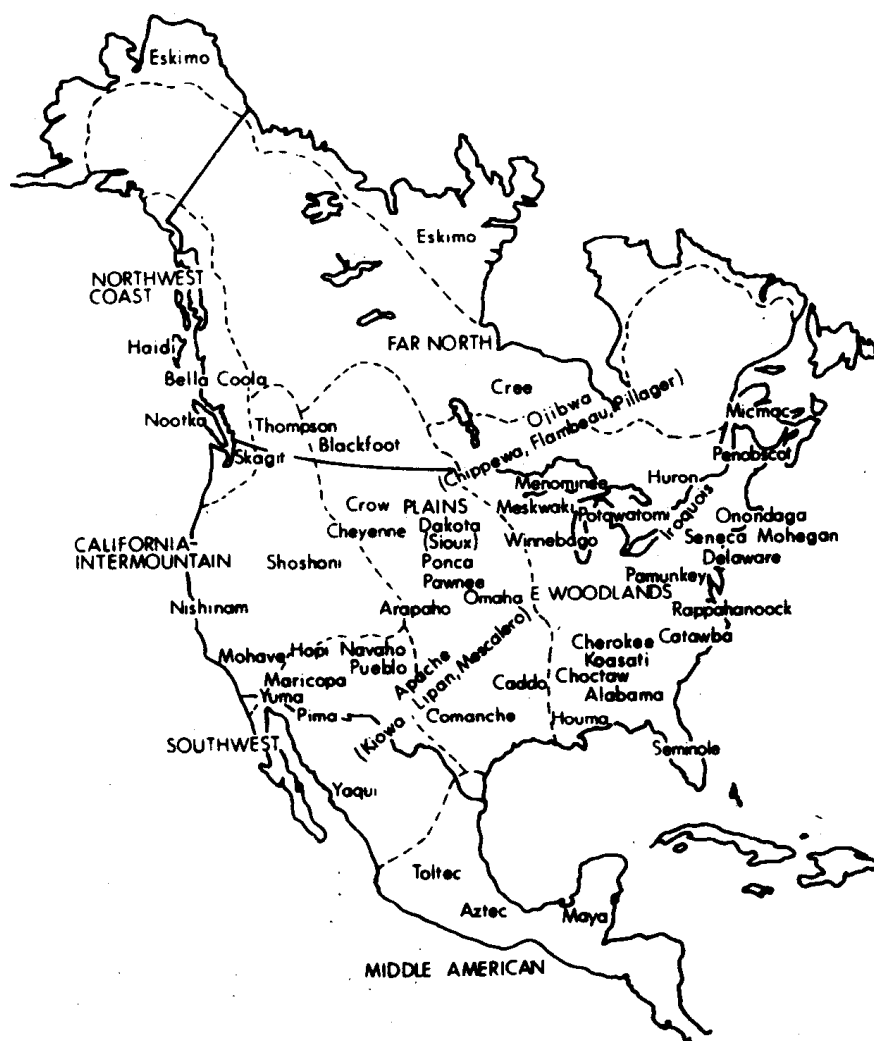 Eskimo
Eskimo
NORTHWEST
COAST
FAR NORTH
Haidi
Bella Coola
Cree
Ojibwa
(Chippewa, Flambeau, Pillager)
Micmac
Nootka
Thompson
Blackfoot
Penobscot
Skagit
Huron
Menominee
Iroquois
Crow
PLAINS
Meskwaki
Potawatomi
Onondaga
Cheyenne
Dakota
(Sioux)
Winnebago
Seneca Mohegan
CALIFORNIA-
INTERMOUNTAIN
Shoshoni
Ponca
Delaware
Pawnee
Pamunkey
Nishinam
Arapaho
Omaha
E WOODLANDS
Rappahanoock
Mohave
Hopi
Navaho
Pueblo
Apache
(Kiowa Lipan, Mescalero)
Cherokee
Catawba
Koasati
Maricopa
Caddo
Choctaw
Yuma
Alabama
Pima
Comanche
Houma
SOUTHWEST
Seminole
Yaqui
Toltec
Aztec
Maya
MIDDLE AMERICAN